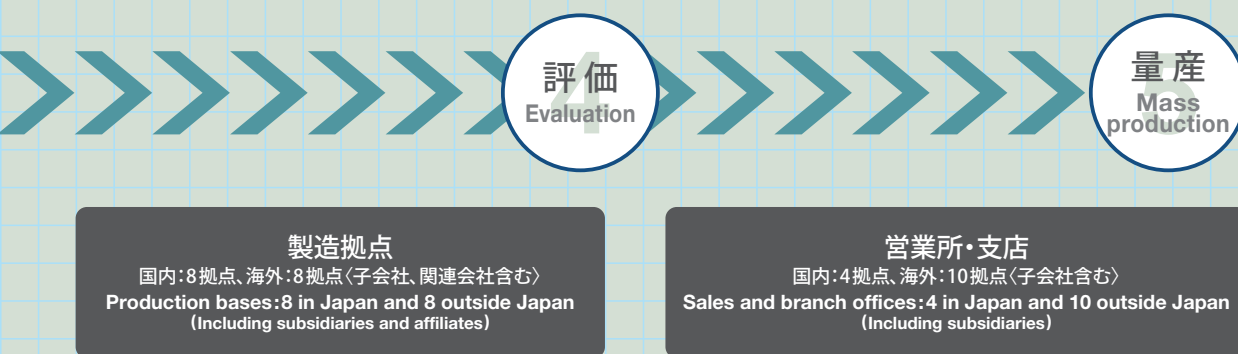 4
評価
Evaluation
5
量産
Mass
production
製造拠点
国内:8拠点、海外:8拠点〈子会社、関連会社含む〉
Production bases:8 in Japan and 8 outside Japan
(Including subsidiaries and affiliates)
営業所・支店
国内:4拠点、海外:10拠点〈子会社含む〉
Sales and branch offices:4 in Japan and 10 outside Japan
(Including subsidiaries)